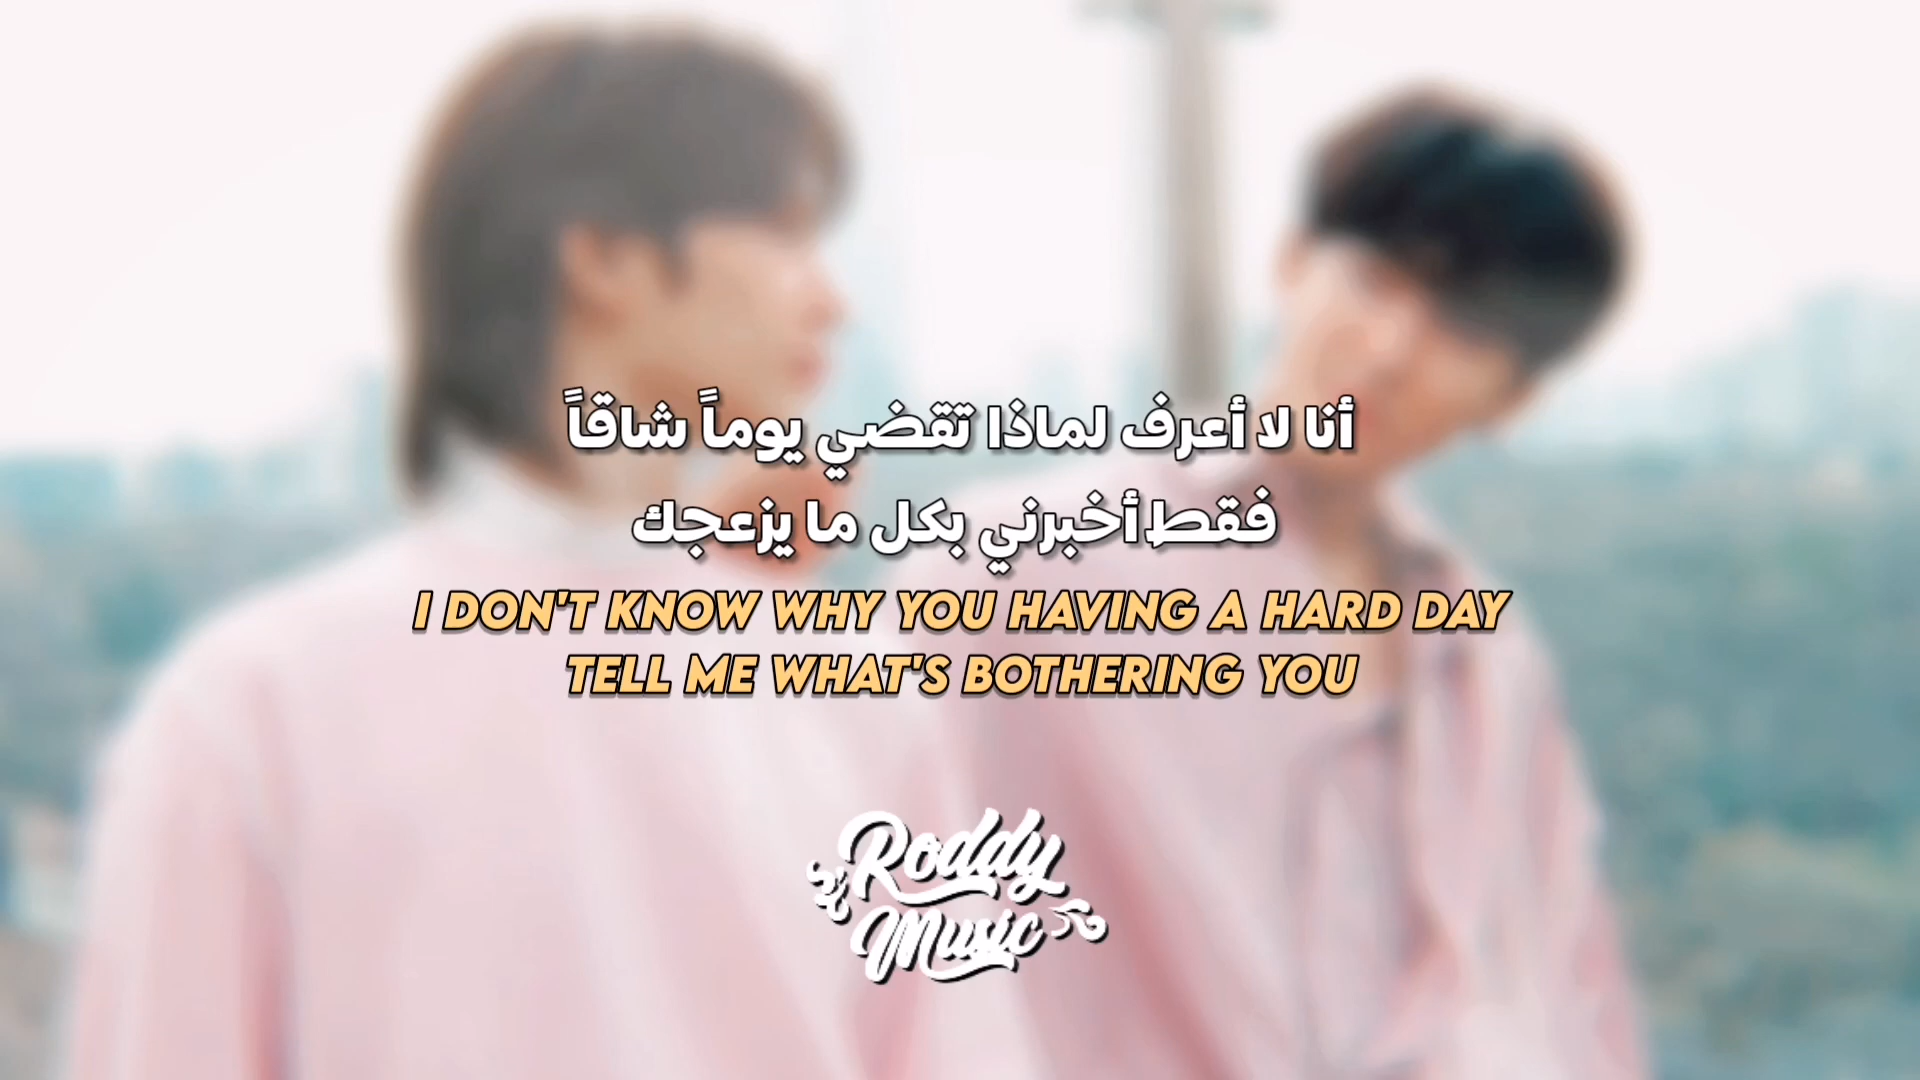 أنا لا أعرف لماذا تقضي يوماً شاقاً
فقط أخبرني بكل ما يزعجك
I DON'T KNOW WHY YOU HAVING A HARD DAY
TELL ME WHAT'S BOTHERING YOU
Roddy
Music